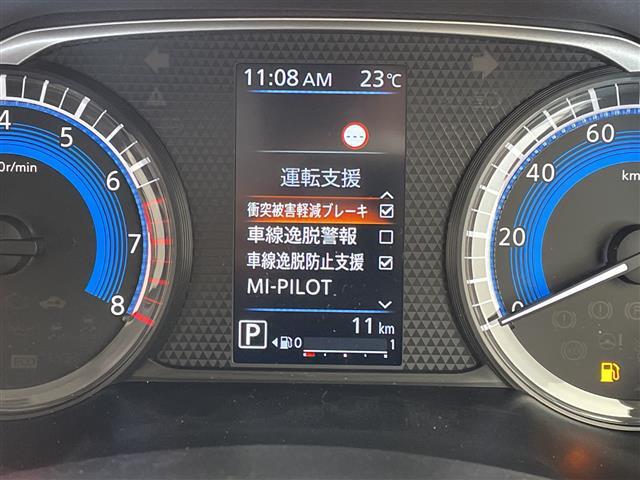 11:08 AM 23℃
運転支援
衝突被害軽減ブレーキ
車線逸脱警報
車線逸脱防止支援
MI-PILOT
11 km
P 0 1
4
5
6
7
8
0r/min
0
20
40
60
km